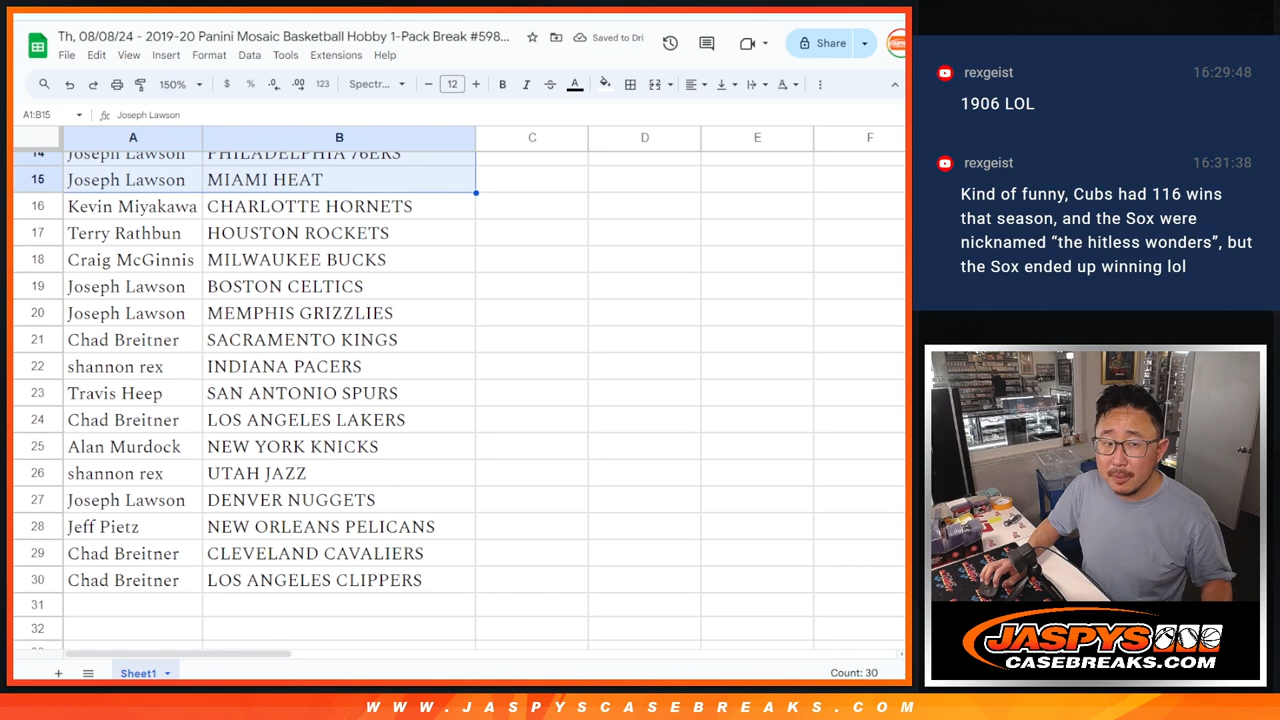 Th, 08/08/24 - 2019-20 Panini Mosaic Basketball Hobby 1-Pack Break #598...
Saved to Dri
Share
File Edit View Insert Format Data Tools Extensions Help
150% $ % .0 .00 123 Spectr... 12 B I A
A1:B15 fx Joseph Lawson
A B C D E F
14 Joseph Lawson PHILADELPHIA 76ERS
15 Joseph Lawson MIAMI HEAT
16 Kevin Miyakawa CHARLOTTE HORNETS
17 Terry Rathbun HOUSTON ROCKETS
18 Craig McGinnis MILWAUKEE BUCKS
19 Joseph Lawson BOSTON CELTICS
20 Joseph Lawson MEMPHIS GRIZZLIES
21 Chad Breitner SACRAMENTO KINGS
22 shannon rex INDIANA PACERS
23 Travis Heep SAN ANTONIO SPURS
24 Chad Breitner LOS ANGELES LAKERS
25 Alan Murdock NEW YORK KNICKS
26 shannon rex UTAH JAZZ
27 Joseph Lawson DENVER NUGGETS
28 Jeff Pietz NEW ORLEANS PELICANS
29 Chad Breitner CLEVELAND CAVALIERS
30 Chad Breitner LOS ANGELES CLIPPERS
31
32
Sheet1
Count: 30
rexgeist 16:29:48
1906 LOL
rexgeist 16:31:38
Kind of funny, Cubs had 116 wins
that season, and the Sox were
nicknamed “the hitless wonders”, but
the Sox ended up winning lol
JASPYS
CASEBREAKS.COM
WWW.JASPYSCASEBREAKS.COM